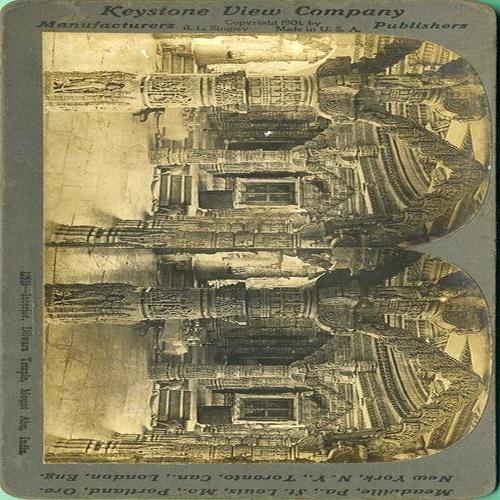 Keystone View Company
Manufacturers Copyright 1901, by Publishers
B. L. Singley Made in U. S. A.
Interior, Dilwara Temple, Mount Abu, India.
Meadville, Pa., St. Louis, Mo., Portland, Ore.
New York, N. Y., Toronto, Can., London, Eng.